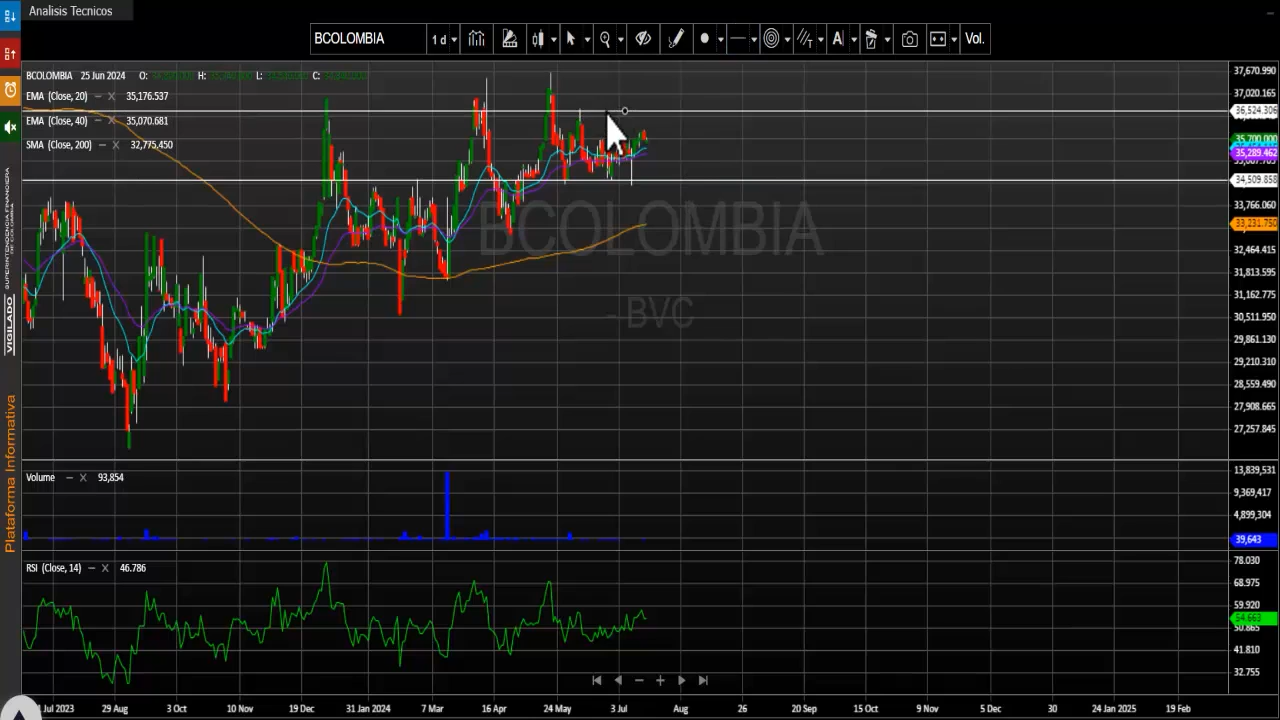 Analisis Tecnicos
BCOLOMBIA
1 d
A
Vol.
BCOLOMBIA 25 Jun 2024 O: H: L: C:
EMA (Close, 20) – X 35,176.537
EMA (Close, 40) – X 35,070.681
SMA (Close, 200) – X 32,775.450
BCOLOMBIA
-BVC
37,670.990
37,020.165
36,524.306
35,700.000
35,289.462
34,509.858
33,766.060
33,231.750
32,464.415
31,813.595
31,162.775
30,511.950
29,861.130
29,210.310
28,559.490
27,908.665
27,257.845
Volume – X 93,854
13,839,531
9,369,417
4,899,304
39,643
RSI (Close, 14) – X 46.786
78.030
68.975
59.920
54.663
50.865
41.810
32.755
Jul 2023 29 Aug 3 Oct 10 Nov 19 Dec 31 Jan 2024 7 Mar 16 Apr 24 May 3 Jul Aug 26 20 Sep 15 Oct 9 Nov 5 Dec 30 24 Jan 2025 19 Feb
VIGILADO SUPERINTENDENCIA FINANCIERA DE COLOMBIA
Plataforma Informativa